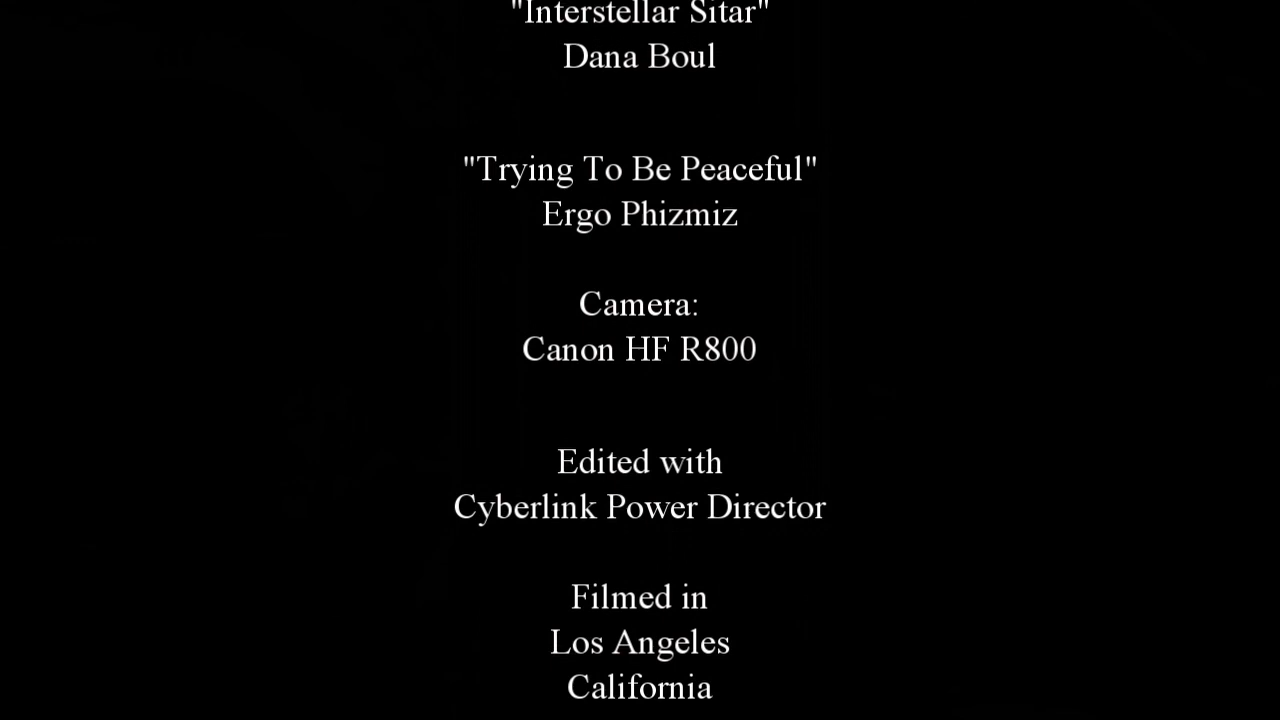 "Interstellar Sitar"
Dana Boul
"Trying To Be Peaceful"
Ergo Phizmiz
Camera:
Canon HF R800
Edited with
Cyberlink Power Director
Filmed in
Los Angeles
California